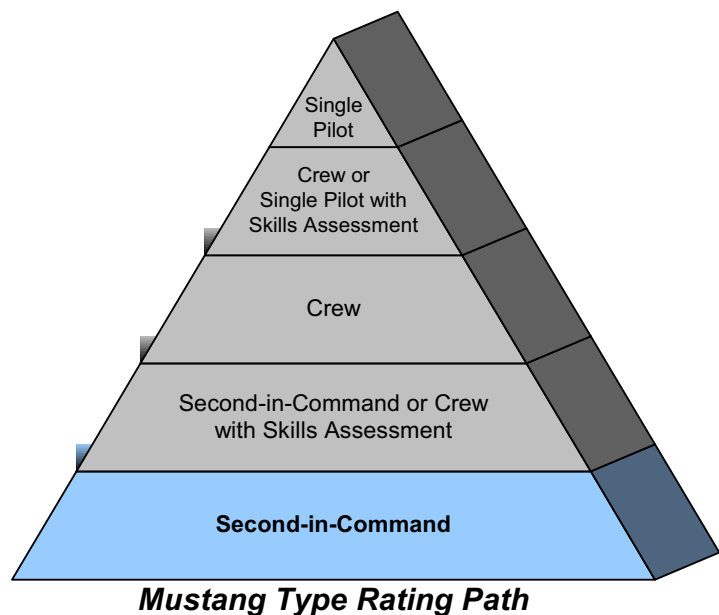 Single
Pilot
Crew or
Single Pilot with
Skills Assessment
Crew
Second-in-Command or Crew
with Skills Assessment
Second-in-Command
Mustang Type Rating Path